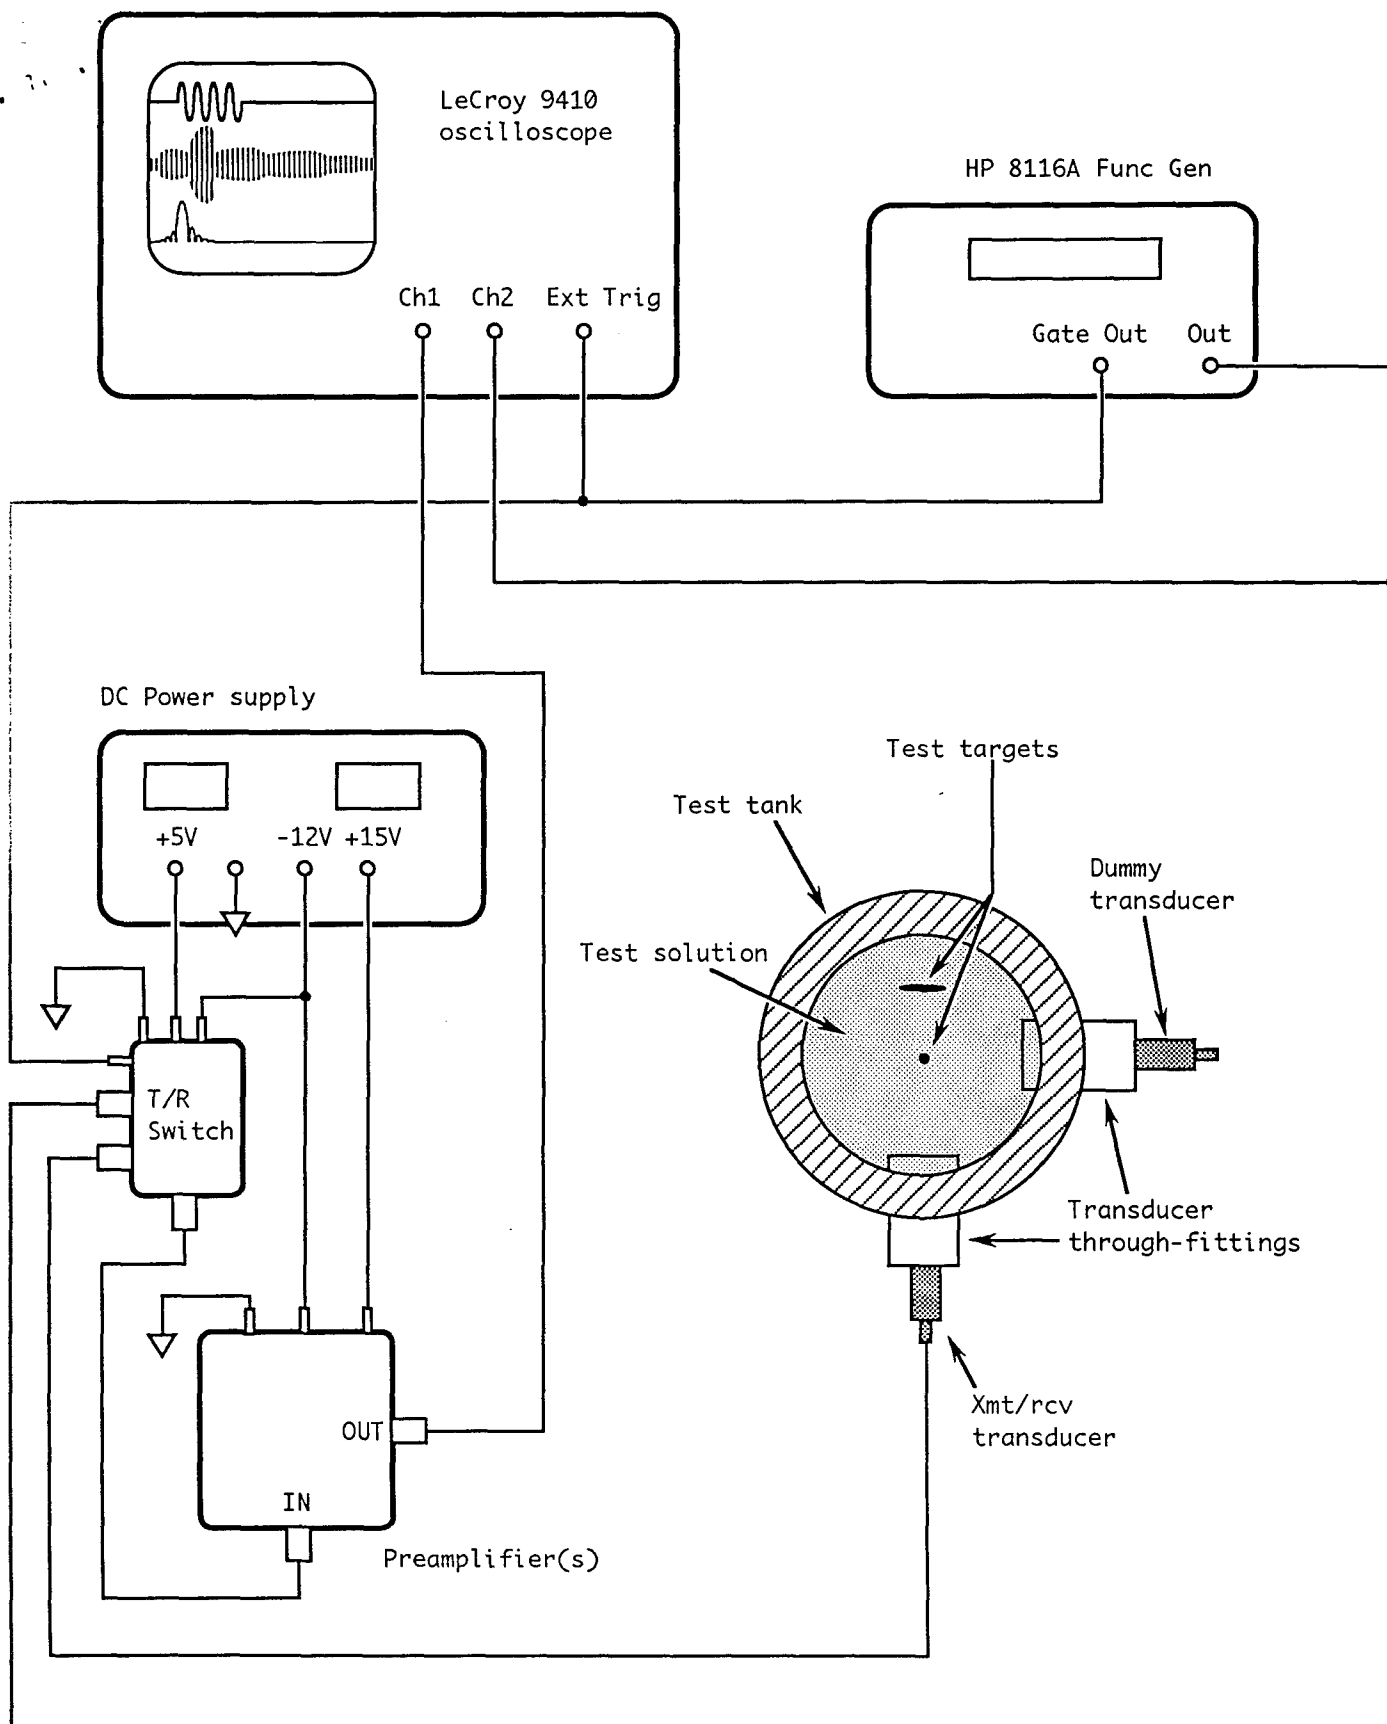 LeCroy 9410
oscilloscope
Ch1 Ch2 Ext Trig
HP 8116A Func Gen
Gate Out Out
DC Power supply
+5V -12V +15V
Test targets
Test tank
Dummy
transducer
Test solution
T/R
Switch
Transducer
through-fittings
Xmt/rcv
transducer
OUT
IN
Preamplifier(s)